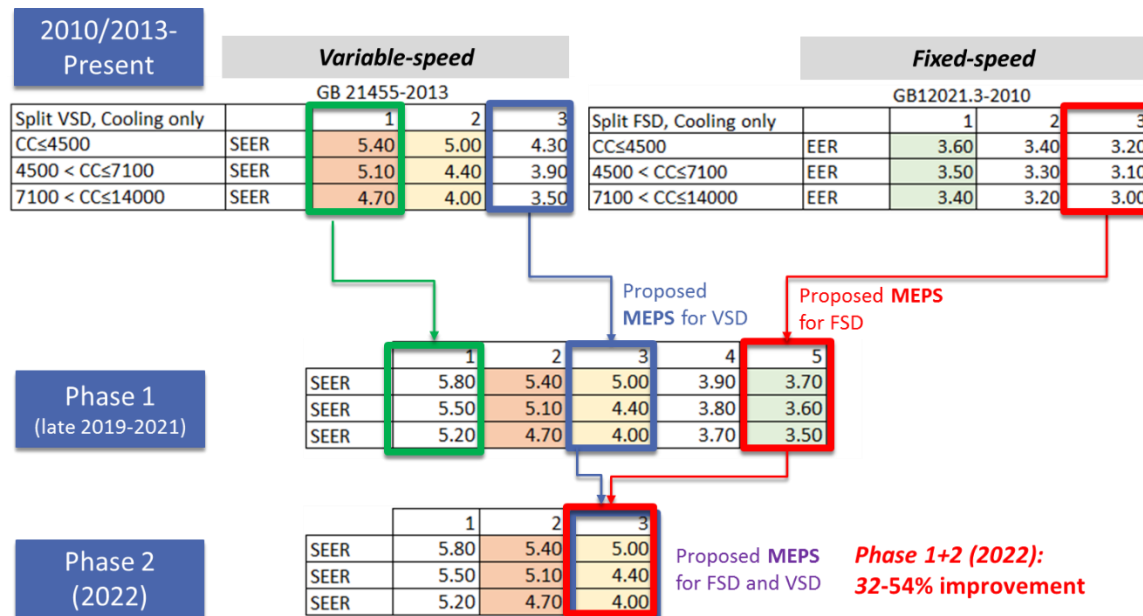 2010/2013-
Present
Variable-speed
Fixed-speed
GB 21455-2013
GB12021.3-2010
Split VSD, Cooling only 1 2 3
CC≤4500 SEER 5.40 5.00 4.30
4500 < CC≤7100 SEER 5.10 4.40 3.90
7100 < CC≤14000 SEER 4.70 4.00 3.50
Split FSD, Cooling only 1 2 3
CC≤4500 EER 3.60 3.40 3.20
4500 < CC≤7100 EER 3.50 3.30 3.10
7100 < CC≤14000 EER 3.40 3.20 3.00
Proposed
MEPS for VSD
Proposed MEPS
for FSD
Phase 1
(late 2019-2021)
1 2 3 4 5
SEER 5.80 5.40 5.00 3.90 3.70
SEER 5.50 5.10 4.40 3.80 3.60
SEER 5.20 4.70 4.00 3.70 3.50
Phase 2
(2022)
1 2 3
SEER 5.80 5.40 5.00
SEER 5.50 5.10 4.40
SEER 5.20 4.70 4.00
Proposed MEPS
for FSD and VSD
Phase 1+2 (2022):
32-54% improvement